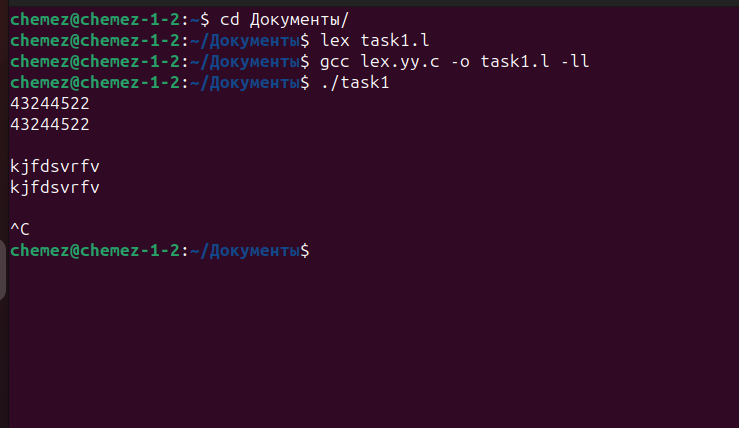 chemez@chemez-1-2:~$ cd Документы/
chemez@chemez-1-2:~/Документы$ lex task1.l
chemez@chemez-1-2:~/Документы$ gcc lex.yy.c -o task1.l -ll
chemez@chemez-1-2:~/Документы$ ./task1
43244522
43244522
kjfdsvrfv
kjfdsvrfv
^C
chemez@chemez-1-2:~/Документы$